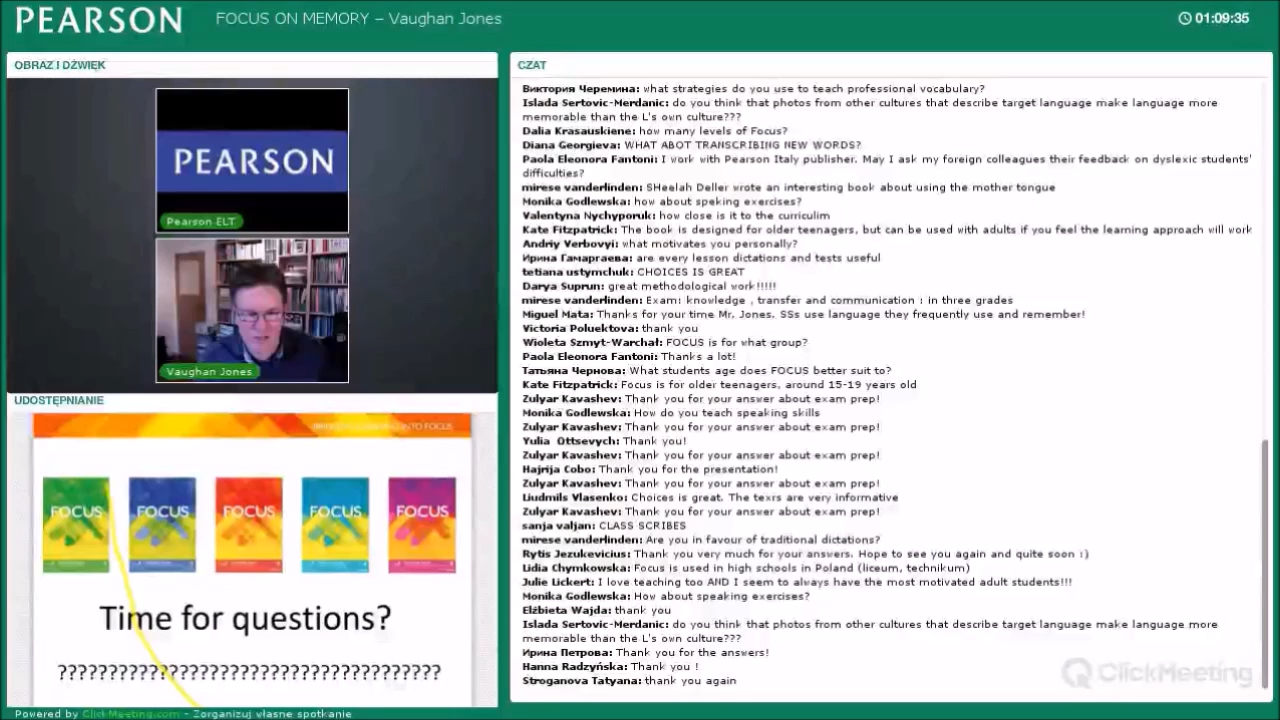 PEARSON
FOCUS ON MEMORY – Vaughan Jones
01:09:35
OBRAZ I DŹWIĘK
PEARSON
Pearson ELT
Vaughan Jones
UDOSTĘPNIANIE
INTO FOCUS
FOCUS FOCUS FOCUS FOCUS FOCUS
Time for questions?
????????????????????????????????????
CZAT
Виктория Черемина: what strategies do you use to teach professional vocabulary?
Islada Sertovic-Merdanic: do you think that photos from other cultures that describe target language make language more
memorable than the L's own culture???
Dalia Krasauskiene: how many levels of Focus?
Diana Georgieva: WHAT ABOT TRANSCRIBING NEW WORDS?
Paola Eleonora Fantoni: I work with Pearson Italy publisher. May I ask my foreign colleagues their feedback on dyslexic students'
difficulties?
mirese vanderlinden: SHeelah Deller wrote an interesting book about using the mother tongue
Monika Godlewska: how about speking exercises?
Valentyna Nychyporuk: how close is it to the curriculim
Kate Fitzpatrick: The book is designed for older teenagers, but can be used with adults if you feel the learning approach will work
Andriy Verbovyi: what motivates you personally?
Ирина Гамаргаева: are every lesson dictations and tests useful
tetiana ustymchuk: CHOICES IS GREAT
Darya Suprun: great methodological work!!!!!
mirese vanderlinden: Exam: knowledge , transfer and communication : in three grades
Miguel Mata: Thanks for your time Mr. Jones. SSs use language they frequently use and remember!
Victoria Poluektova: thank you
Wioleta Szmyt-Warchał: FOCUS is for what group?
Paola Eleonora Fantoni: Thanks a lot!
Татьяна Чернова: What students age does FOCUS better suit to?
Kate Fitzpatrick: Focus is for older teenagers, around 15-19 years old
Zulyar Kavashev: Thank you for your answer about exam prep!
Monika Godlewska: How do you teach speaking skills
Zulyar Kavashev: Thank you for your answer about exam prep!
Yulia Ottsevych: Thank you!
Zulyar Kavashev: Thank you for your answer about exam prep!
Hajrija Cobo: Thank you for the presentation!
Zulyar Kavashev: Thank you for your answer about exam prep!
Liudmils Vlasenko: Choices is great. The texrs are very informative
Zulyar Kavashev: Thank you for your answer about exam prep!
sanja valjan: CLASS SCRIBES
mirese vanderlinden: Are you in favour of traditional dictations?
Rytis Jezukevicius: Thank you very much for your answers. Hope to see you again and quite soon :)
Lidia Chymkowska: Focus is used in high schools in Poland (liceum, technikum)
Julie Lickert: I love teaching too AND I seem to always have the most motivated adult students!!!
Monika Godlewska: How about speaking exercises?
Elżbieta Wajda: thank you
Islada Sertovic-Merdanic: do you think that photos from other cultures that describe target language make language more
memorable than the L's own culture???
Ирина Петрова: Thank you for the answers!
Hanna Radzyńska: Thank you !
Stroganova Tatyana: thank you again
ClickMeeting
Powered by ClickMeeting.com - Zorganizuj własne spotkanie